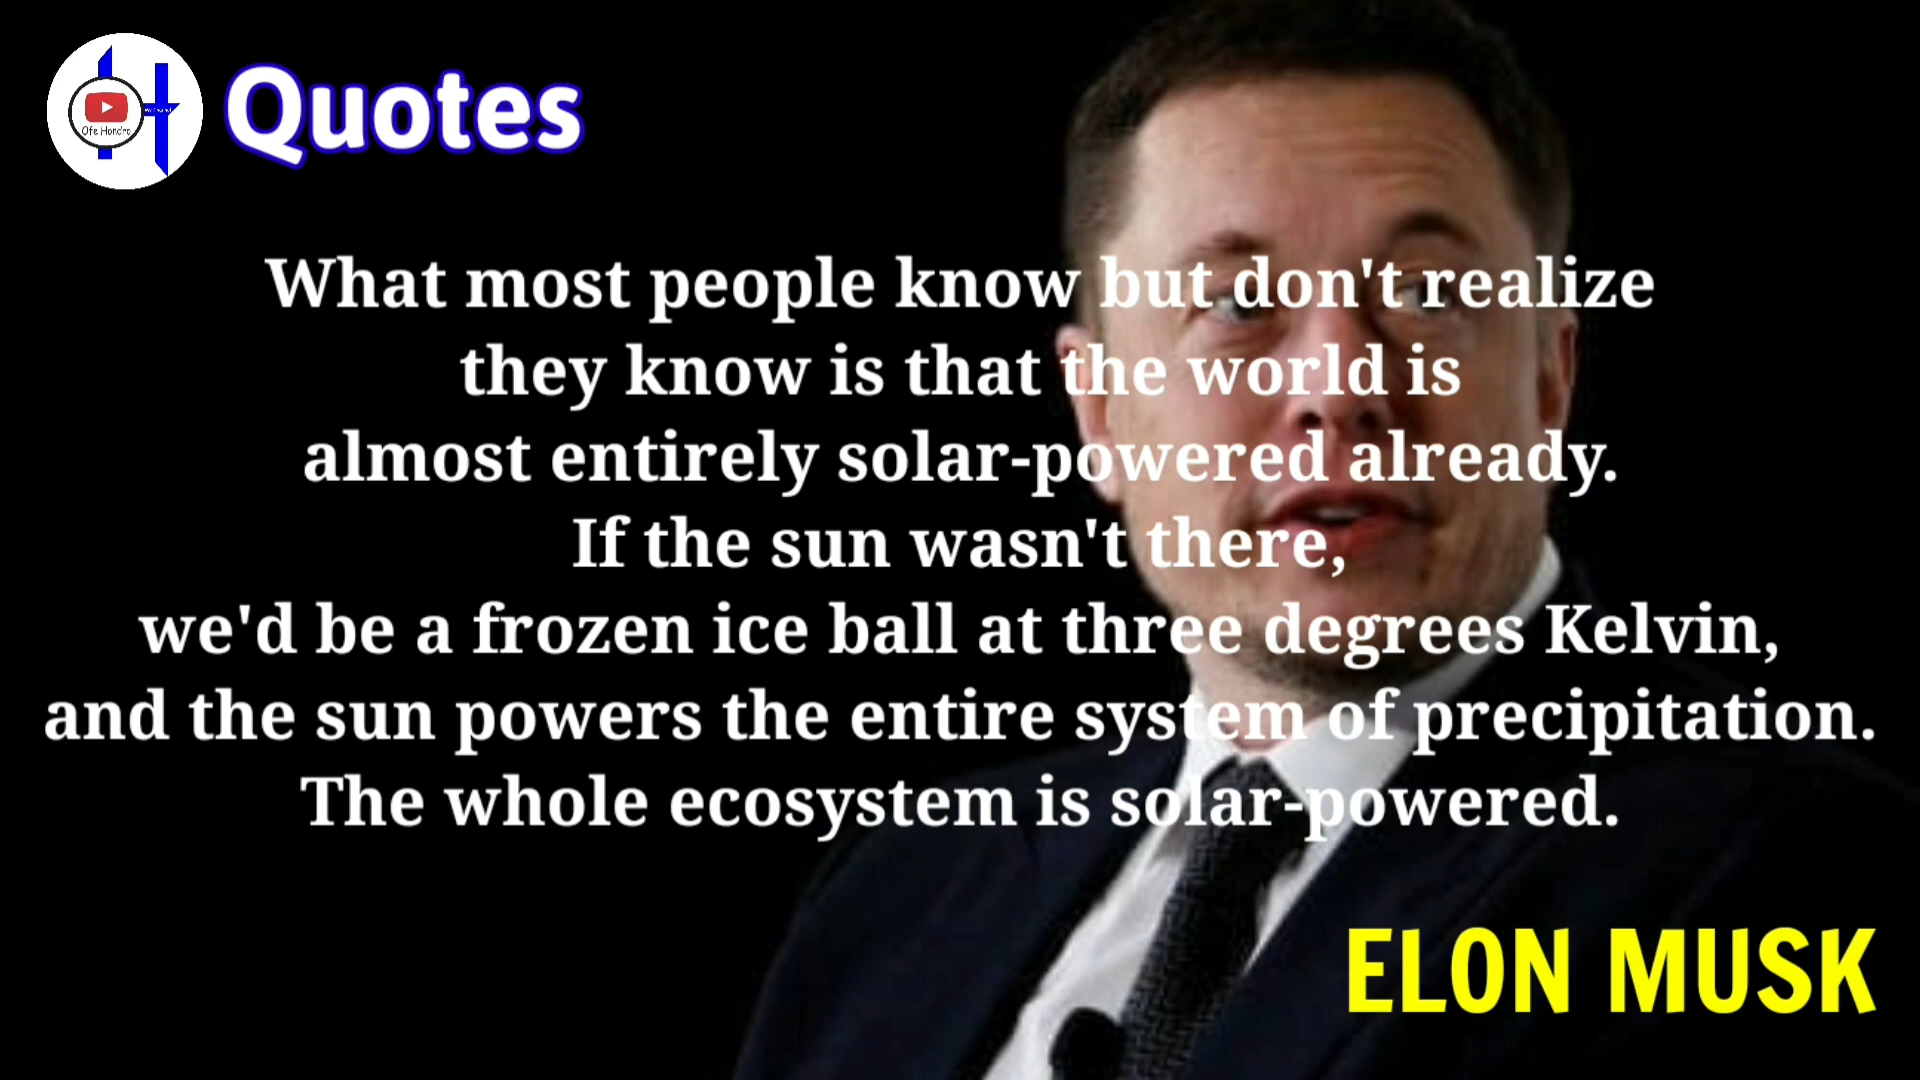 Ofe Hondro
Quotes
What most people know but don't realize
they know is that the world is
almost entirely solar-powered already.
If the sun wasn't there,
we'd be a frozen ice ball at three degrees Kelvin,
and the sun powers the entire system of precipitation.
The whole ecosystem is solar-powered.
ELON MUSK